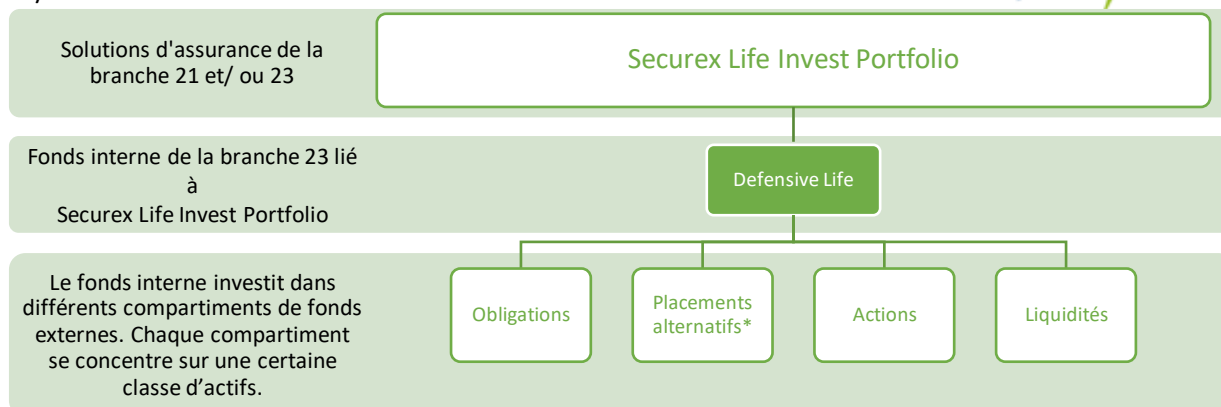 Solutions d'assurance de la
branche 21 et/ ou 23
Securex Life Invest Portfolio
Fonds interne de la branche 23 lié
à
Securex Life Invest Portfolio
Defensive Life
Le fonds interne investit dans
différents compartiments de fonds
externes. Chaque compartiment
se concentre sur une certaine
classe d’actifs.
Obligations
Placements
alternatifs*
Actions
Liquidités